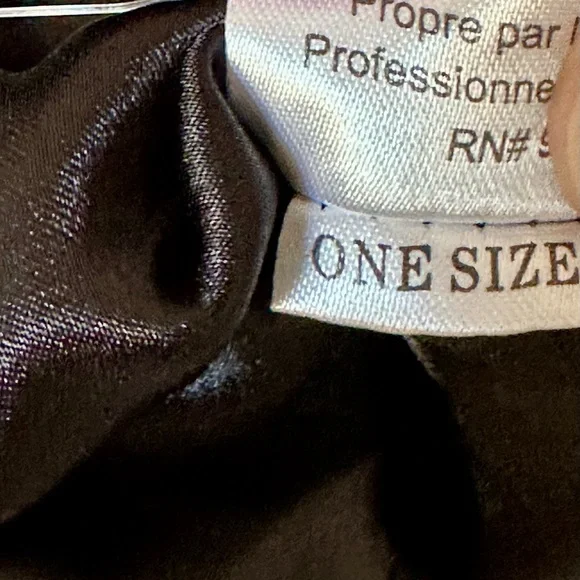 Propre par
Professionne
RN#
ONE SIZE